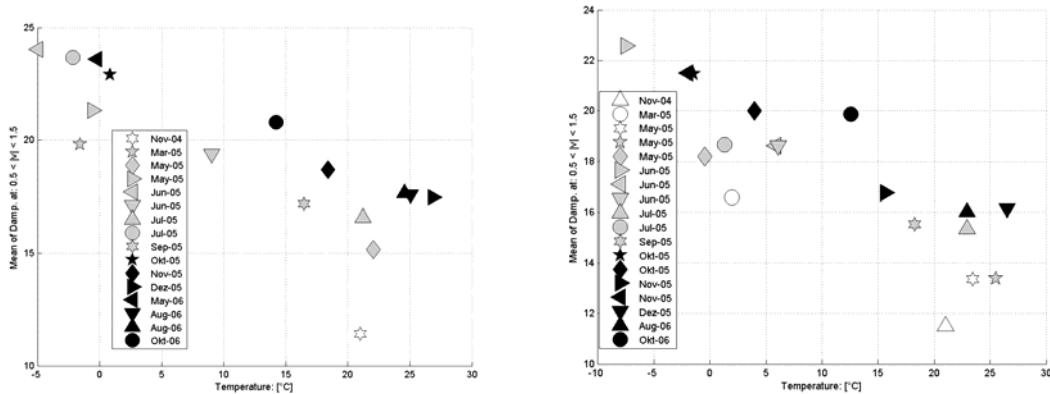 25
20
15
10
Mean of Damp. at: 0.5 < |v| < 1.5
-5
0
5
10
15
20
25
30
Temperature: [°C]
Nov-04
Mar-05
May-05
May-05
Jun-05
Jun-05
Jul-05
Jul-05
Sep-05
Okt-05
Nov-05
Dez-05
May-06
Aug-06
Aug-06
Okt-06
24
22
20
18
16
14
12
10
Mean of Damp. at: 0.5 < |v| < 1.5
-10
-5
0
5
10
15
20
25
30
Temperature: [°C]
Nov-04
Mar-05
May-05
May-05
May-05
Jun-05
Jun-05
Jun-05
Jul-05
Jul-05
Sep-05
Okt-05
Okt-05
Nov-05
Nov-05
Dez-05
Aug-06
Okt-06